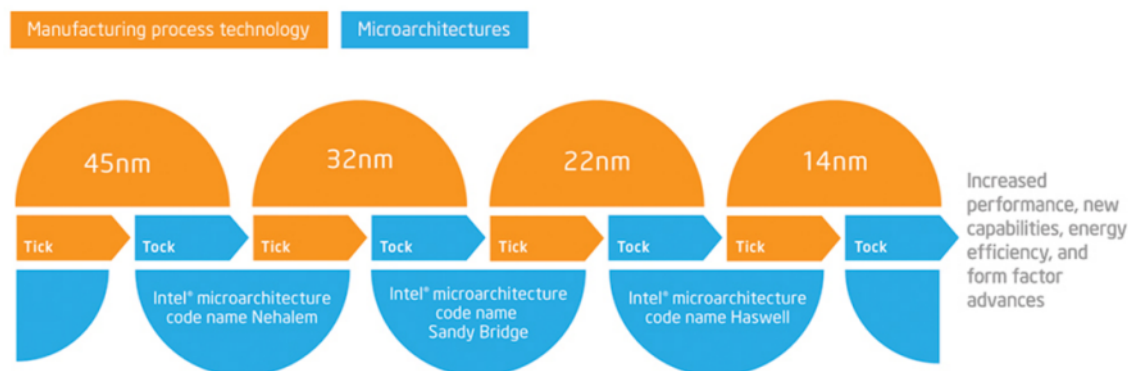 Manufacturing process technology
Microarchitectures
45nm
32nm
22nm
14nm
Tick
Tock
Tick
Tock
Tick
Tock
Tick
Tock
Intel® microarchitecture
code name Nehalem
Intel® microarchitecture
code name
Sandy Bridge
Intel® microarchitecture
code name Haswell
Increased
performance, new
capabilities, energy
efficiency, and
form factor
advances